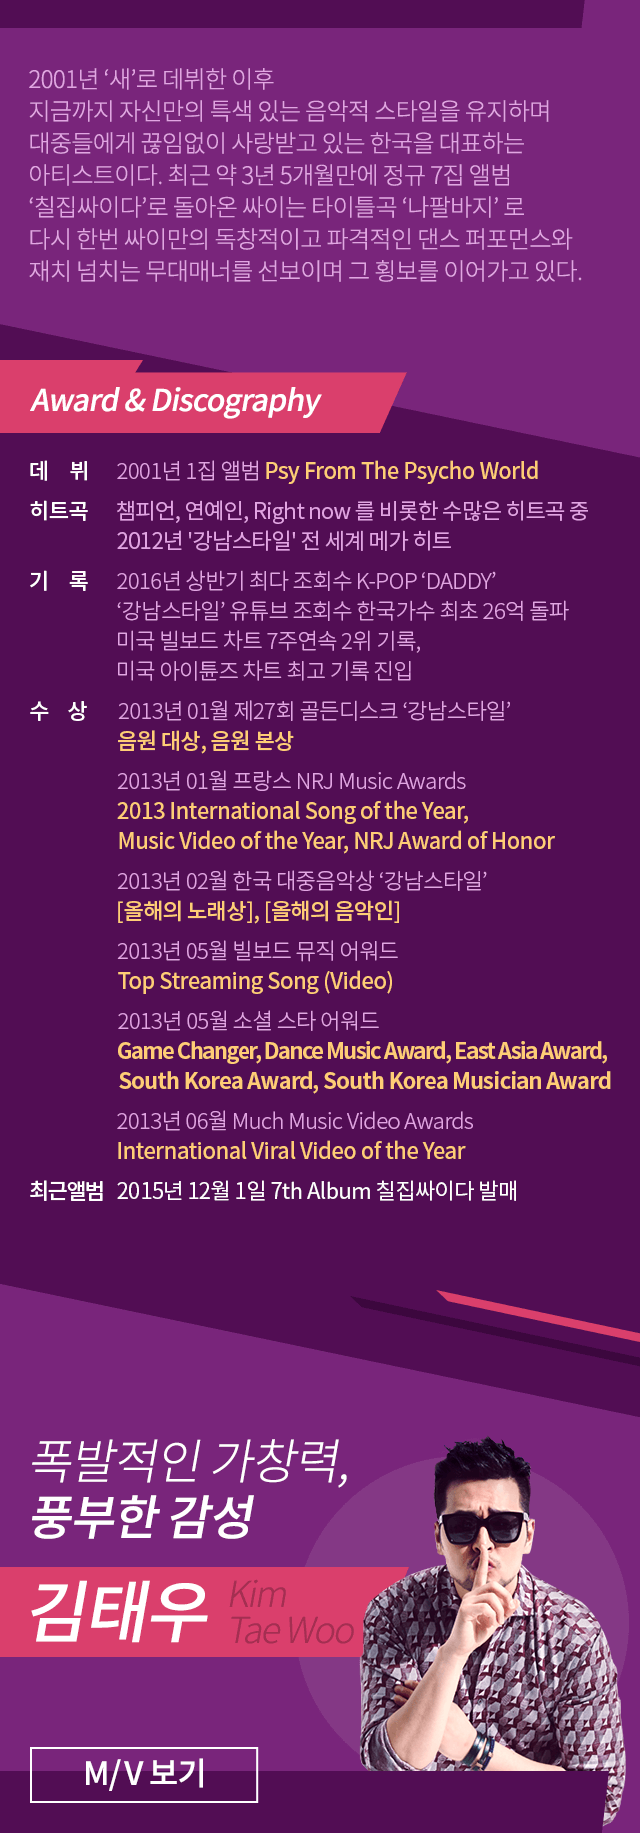 2001년 ‘새’로 데뷔한 이후
지금까지 자신만의 특색 있는 음악적 스타일을 유지하며
대중들에게 끊임없이 사랑받고 있는 한국을 대표하는
아티스트이다. 최근 약 3년 5개월만에 정규 7집 앨범
‘칠집싸이다’로 돌아온 싸이는 타이틀곡 ‘나팔바지’ 로
다시 한번 싸이만의 독창적이고 파격적인 댄스 퍼포먼스와
재치 넘치는 무대매너를 선보이며 그 횡보를 이어가고 있다.
Award & Discography
데 뷔 2001년 1집 앨범 Psy From The Psycho World
히트곡 챔피언, 연예인, Right now 를 비롯한 수많은 히트곡 중
2012년 '강남스타일' 전 세계 메가 히트
기 록 2016년 상반기 최다 조회수 K-POP ‘DADDY’
‘강남스타일’ 유튜브 조회수 한국가수 최초 26억 돌파
미국 빌보드 차트 7주연속 2위 기록,
미국 아이튠즈 차트 최고 기록 진입
수 상 2013년 01월 제27회 골든디스크 ‘강남스타일’
음원 대상, 음원 본상
2013년 01월 프랑스 NRJ Music Awards
2013 International Song of the Year,
Music Video of the Year, NRJ Award of Honor
2013년 02월 한국 대중음악상 ‘강남스타일’
[올해의 노래상], [올해의 음악인]
2013년 05월 빌보드 뮤직 어워드
Top Streaming Song (Video)
2013년 05월 소셜 스타 어워드
Game Changer, Dance Music Award, East Asia Award,
South Korea Award, South Korea Musician Award
2013년 06월 Much Music Video Awards
International Viral Video of the Year
최근앨범 2015년 12월 1일 7th Album 칠집싸이다 발매
폭발적인 가창력,
풍부한 감성
김태우 Kim
Tae Woo
M/V 보기